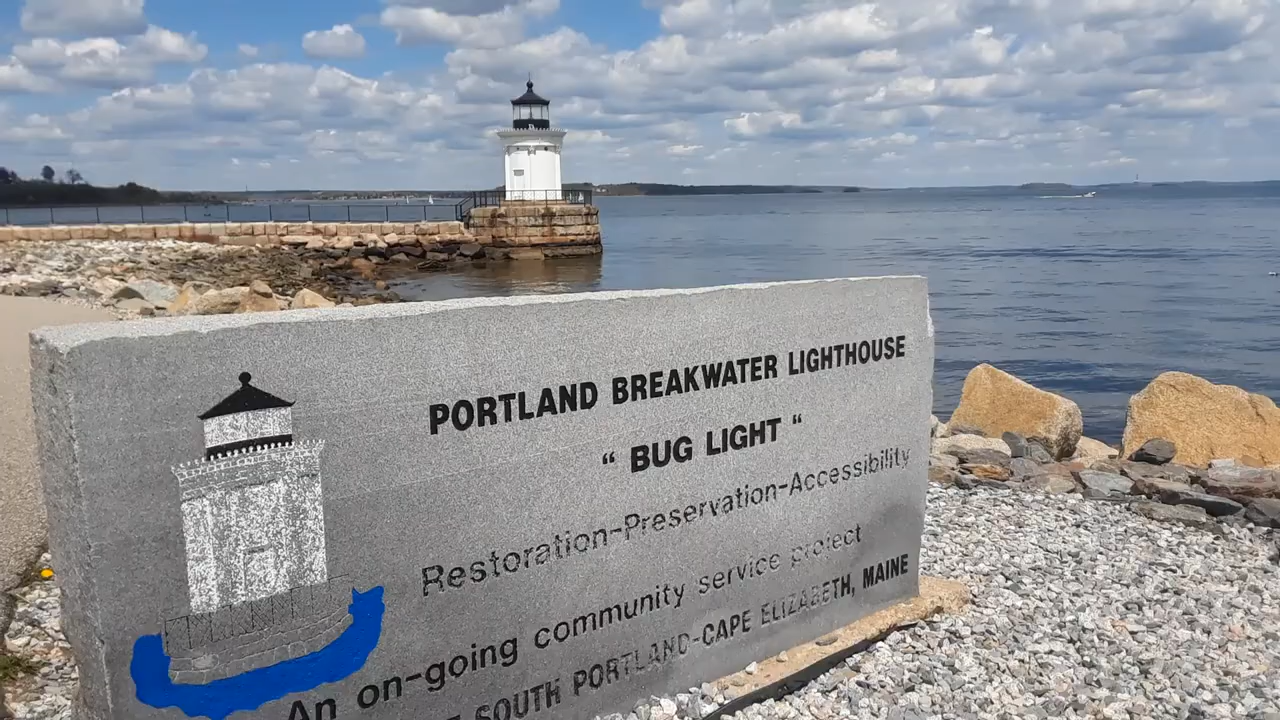 PORTLAND BREAKWATER LIGHTHOUSE
“ BUG LIGHT “
Restoration-Preservation-Accessibility
An on-going community service project
SOUTH PORTLAND-CAPE ELIZABETH, MAINE